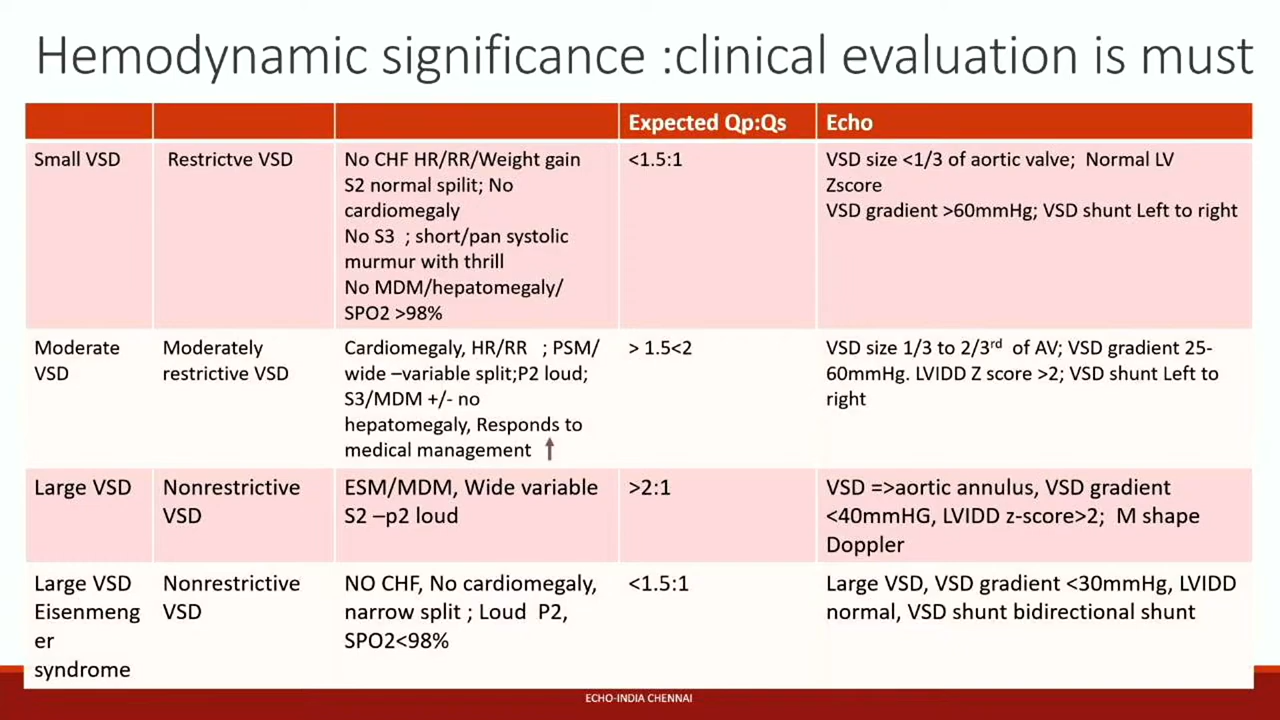 Hemodynamic significance :clinical evaluation is must
Expected Qp:Qs
Echo
Small VSD
Restrictve VSD
No CHF HR/RR/Weight gain
S2 normal spilit; No
cardiomegaly
No S3 ; short/pan systolic
murmur with thrill
No MDM/hepatomegaly/
SPO2 >98%
<1.5:1
VSD size <1/3 of aortic valve; Normal LV
Zscore
VSD gradient >60mmHg; VSD shunt Left to right
Moderate
VSD
Moderately
restrictive VSD
Cardiomegaly, HR/RR ; PSM/
wide –variable split;P2 loud;
S3/MDM +/- no
hepatomegaly, Responds to
medical management
> 1.5<2
VSD size 1/3 to 2/3rd of AV; VSD gradient 25-
60mmHg. LVIDD Z score >2; VSD shunt Left to
right
Large VSD
Nonrestrictive
VSD
ESM/MDM, Wide variable
S2 –p2 loud
>2:1
VSD =>aortic annulus, VSD gradient
<40mmHG, LVIDD z-score>2; M shape
Doppler
Large VSD
Eisenmeng
er
syndrome
Nonrestrictive
VSD
NO CHF, No cardiomegaly,
narrow split ; Loud P2,
SPO2<98%
<1.5:1
Large VSD, VSD gradient <30mmHg, LVIDD
normal, VSD shunt bidirectional shunt
ECHO-INDIA CHENNAI